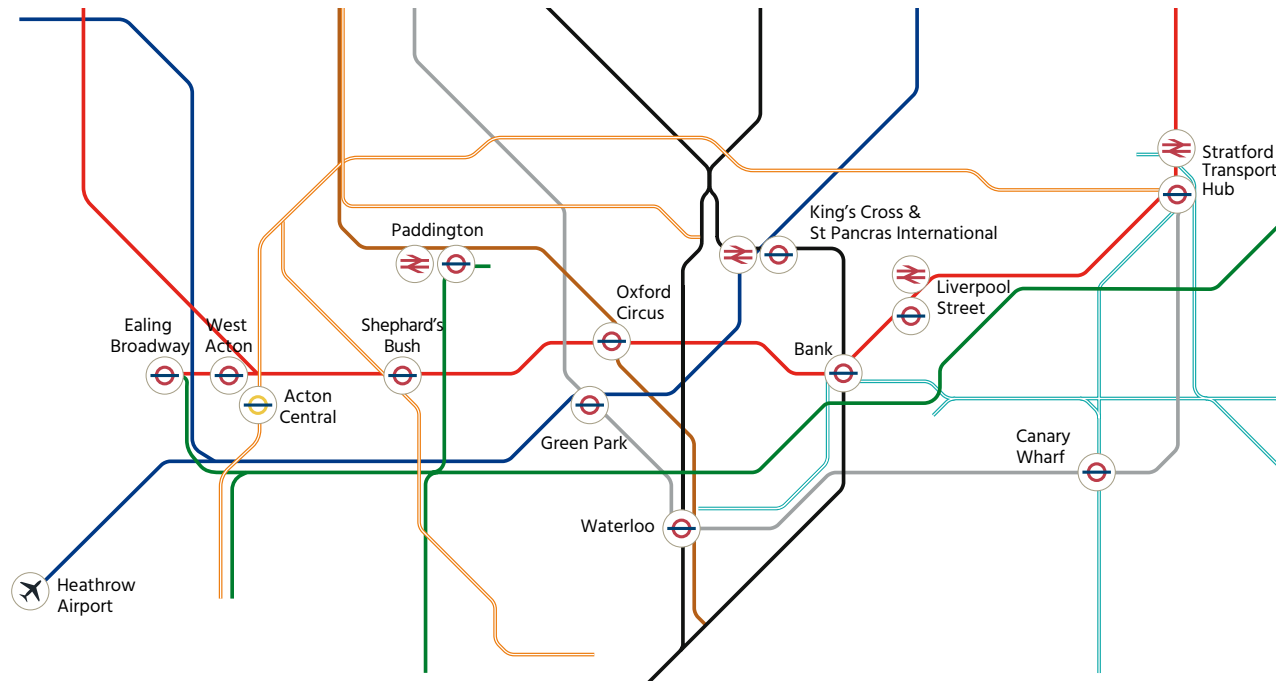 Stratford
Transport
Hub
King's Cross &
St Pancras International
Paddington
Liverpool
Street
Oxford
Circus
Ealing
Broadway
West
Acton
Shephard's
Bush
Bank
Acton
Central
Green Park
Canary
Wharf
Waterloo
Heathrow
Airport